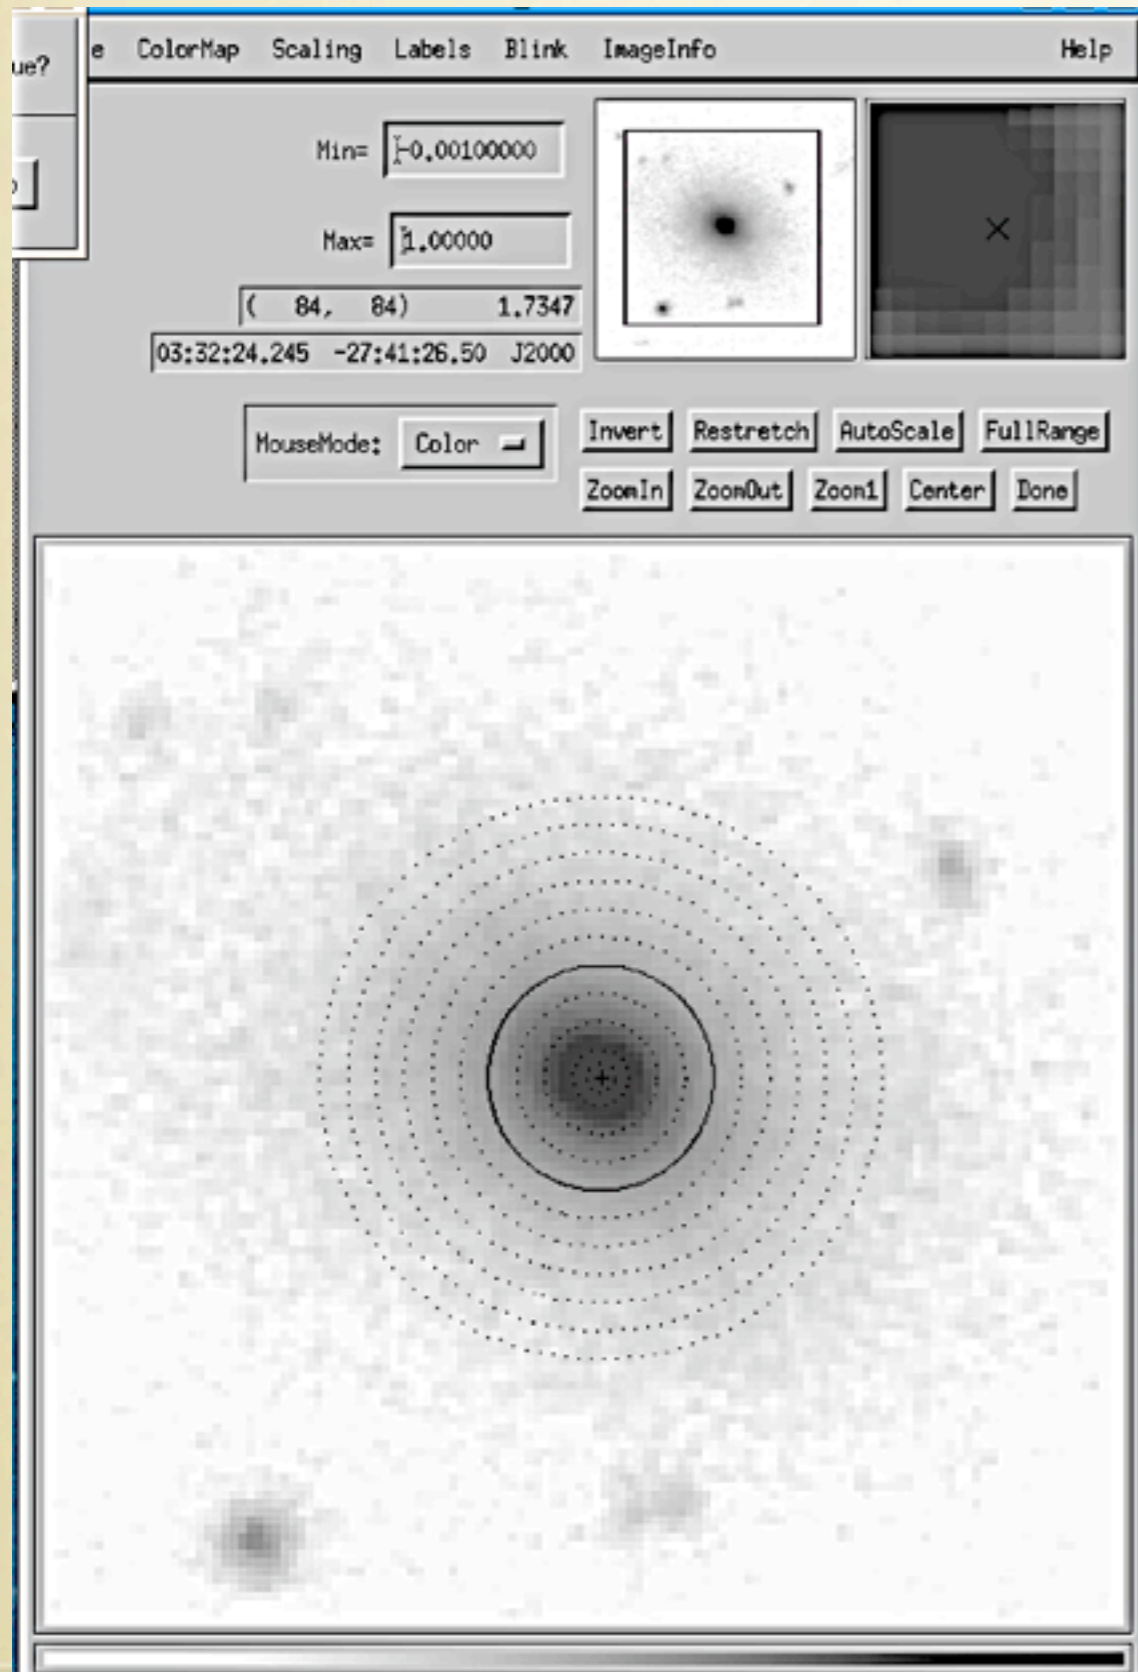 ue?
e ColorMap Scaling Labels Blink ImageInfo Help
Min= -0.00100000
Max= 1.00000
( 84, 84) 1.7347
03:32:24.245 -27:41:26.50 J2000
MouseMode: Color
Invert Restretch AutoScale FullRange
ZoomIn ZoomOut Zoom1 Center Done